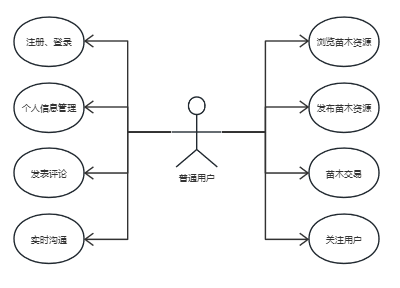 注册、登录
浏览苗木资源
个人信息管理
发布苗木资源
发表评论
苗木交易
普通用户
实时沟通
关注用户